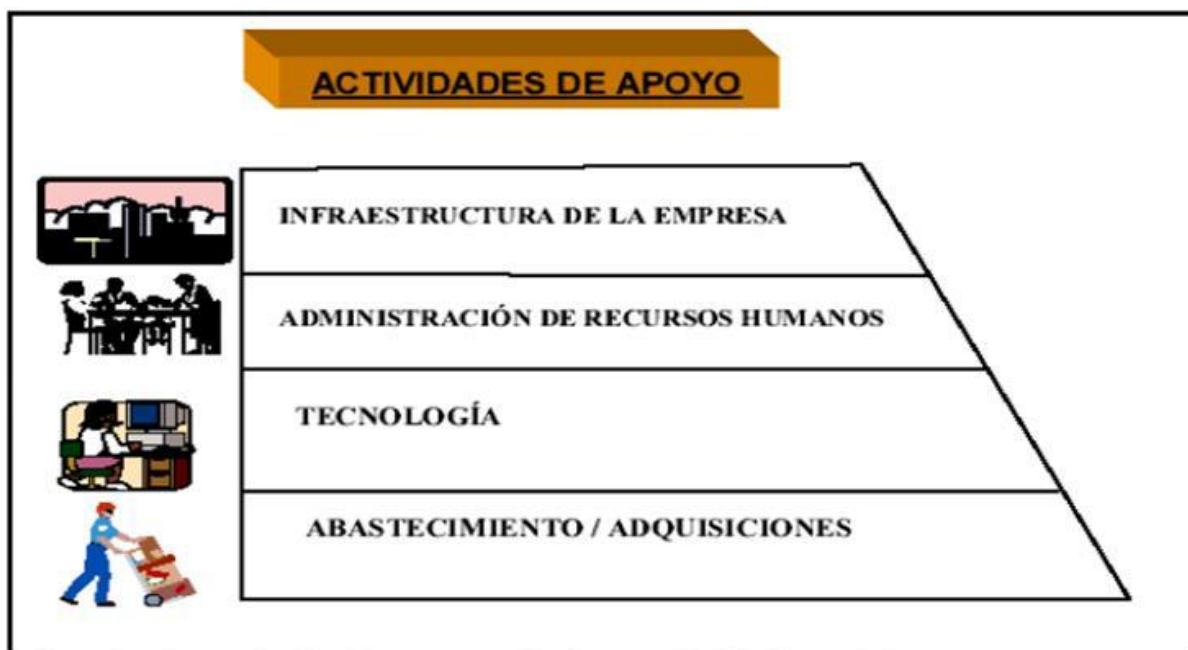 ACTIVIDADES DE APOYO
INFRAESTRUCTURA DE LA EMPRESA
ADMINISTRACIÓN DE RECURSOS HUMANOS
TECNOLOGÍA
ABASTECIMIENTO / ADQUISICIONES